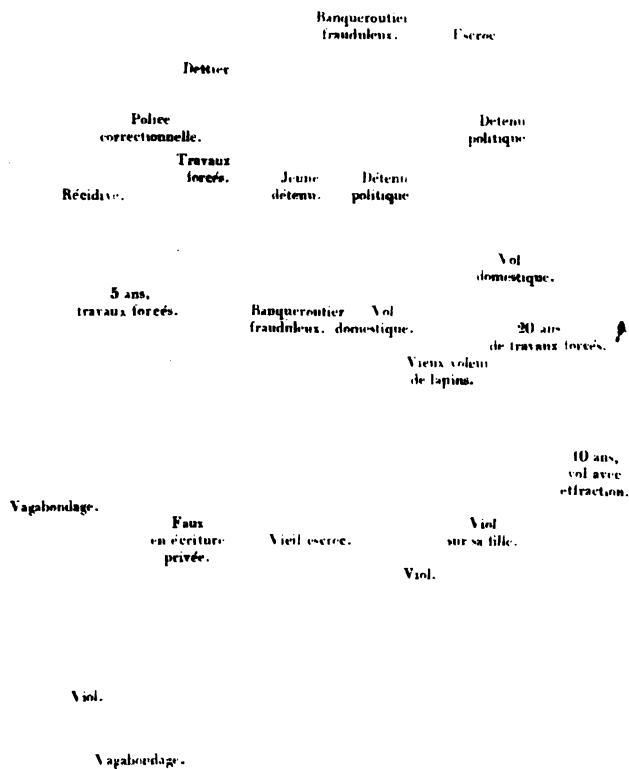 Banqueroutier
frauduleux.
Escroc
Dettier
Police
correctionnelle.
Detenu
politique
Travaux
forcés.
Jeune
détenu.
Détenu
politique
Récidive.
Vol
domestique.
5 ans,
travaux forcés.
Banqueroutier
frauduleux.
Vol
domestique.
20 ans
de travaux forcés.
Vieux voleur
de lapins.
10 ans,
vol avec
effraction.
Vagabondage.
Faux
en écriture
privée.
Vieil escroc.
Viol
sur sa fille.
Viol.
Viol.
Vagabondage.